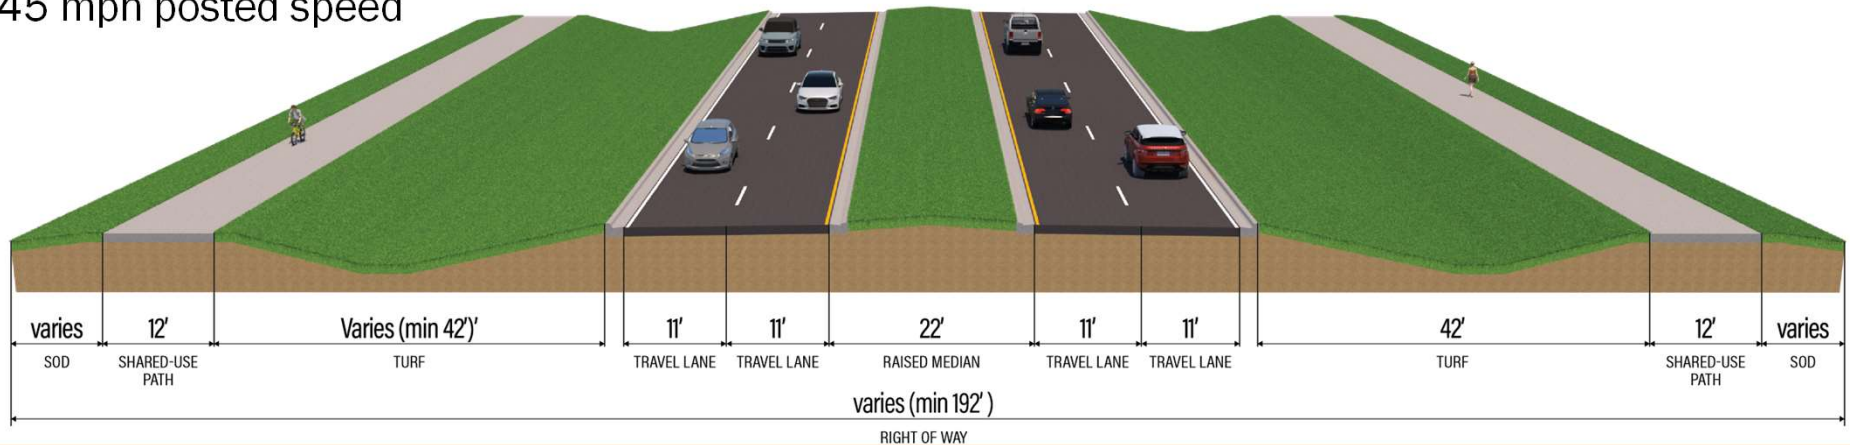 45 mph posted speed
varies 12' Varies (min 42')' 11' 11' 22' 11' 11' 42' 12' varies
SOD SHARED-USE PATH TURF TRAVEL LANE TRAVEL LANE RAISED MEDIAN TRAVEL LANE TRAVEL LANE TURF SHARED-USE PATH SOD
varies (min 192' )
RIGHT OF WAY